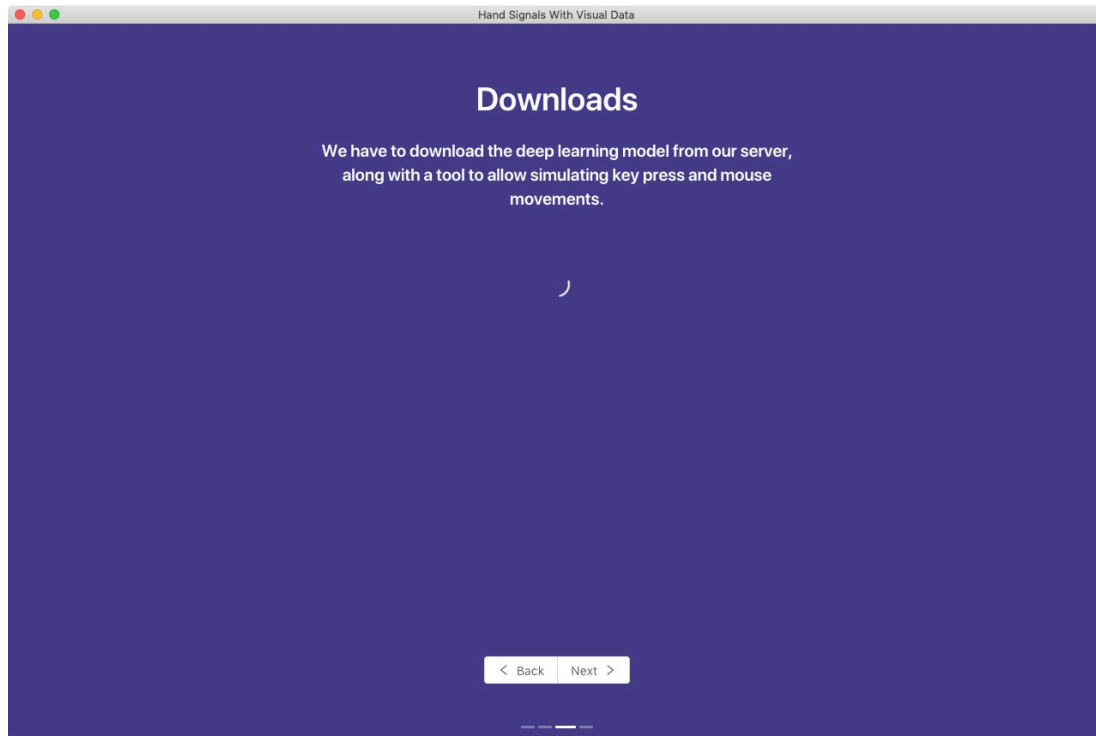 Hand Signals With Visual Data
Downloads
We have to download the deep learning model from our server,
along with a tool to allow simulating key press and mouse
movements.
Back Next